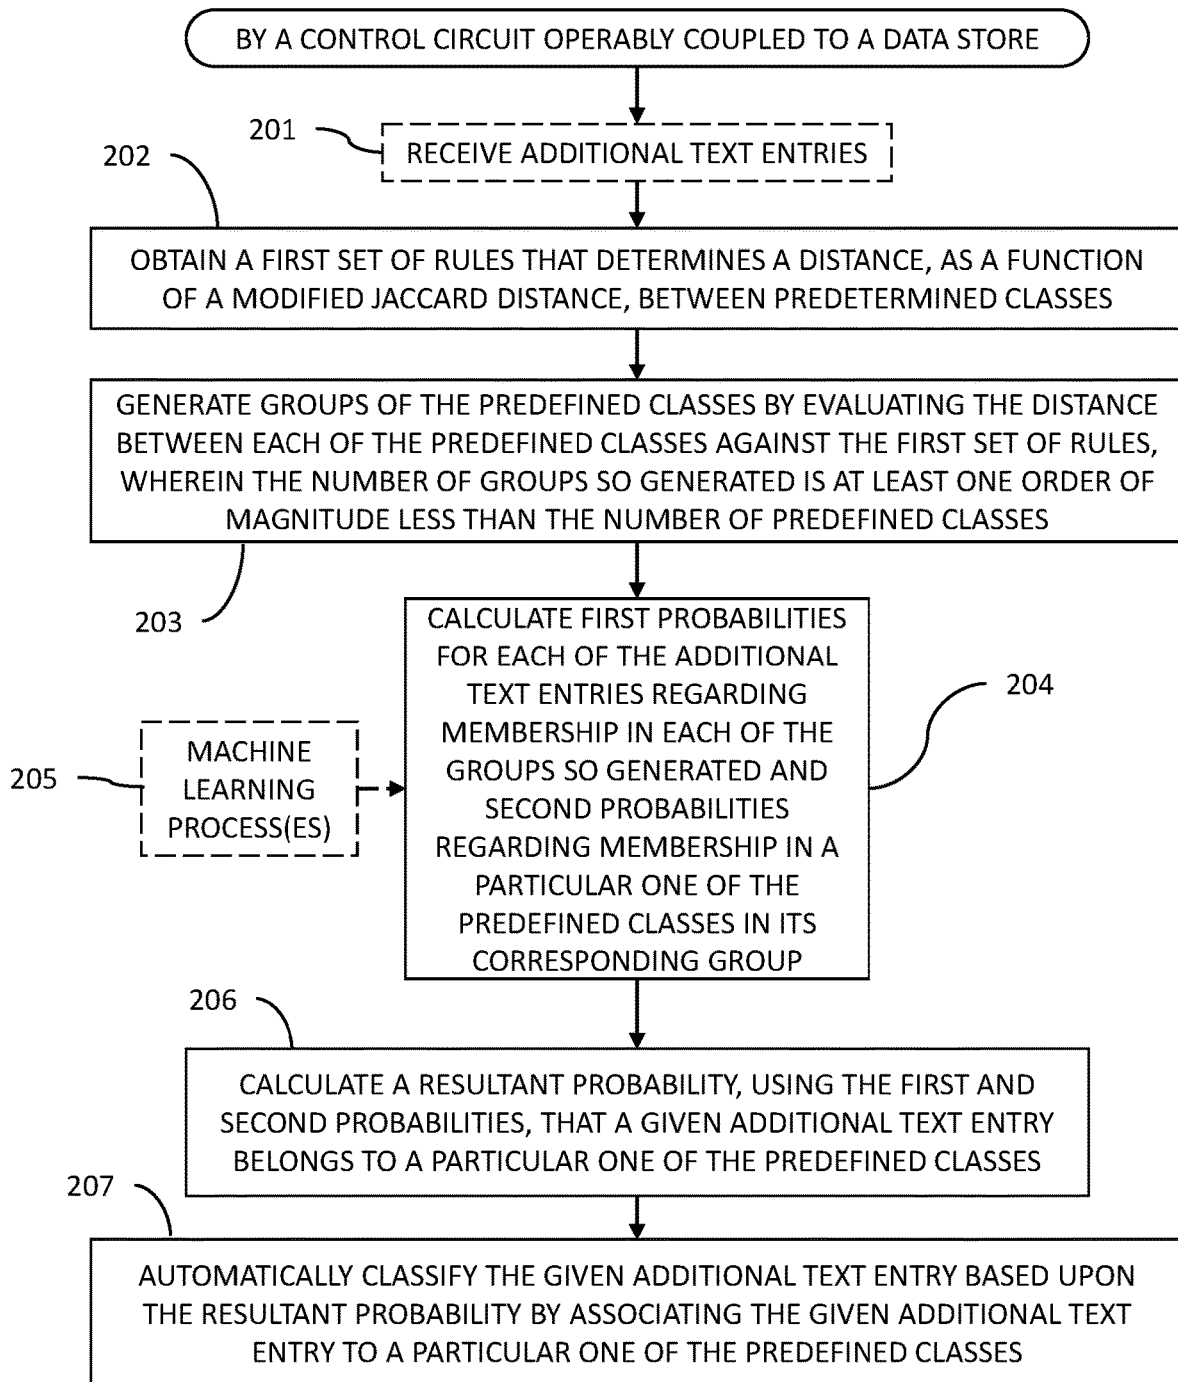 BY A CONTROL CIRCUIT OPERABLY COUPLED TO A DATA STORE
201
RECEIVE ADDITIONAL TEXT ENTRIES
202
OBTAIN A FIRST SET OF RULES THAT DETERMINES A DISTANCE, AS A FUNCTION
OF A MODIFIED JACCARD DISTANCE, BETWEEN PREDETERMINED CLASSES
GENERATE GROUPS OF THE PREDEFINED CLASSES BY EVALUATING THE DISTANCE
BETWEEN EACH OF THE PREDEFINED CLASSES AGAINST THE FIRST SET OF RULES,
WHEREIN THE NUMBER OF GROUPS SO GENERATED IS AT LEAST ONE ORDER OF
MAGNITUDE LESS THAN THE NUMBER OF PREDEFINED CLASSES
203
CALCULATE FIRST PROBABILITIES
FOR EACH OF THE ADDITIONAL
TEXT ENTRIES REGARDING
MEMBERSHIP IN EACH OF THE
GROUPS SO GENERATED AND
SECOND PROBABILITIES
REGARDING MEMBERSHIP IN A
PARTICULAR ONE OF THE
PREDEFINED CLASSES IN ITS
CORRESPONDING GROUP
204
205
MACHINE
LEARNING
PROCESS(ES)
206
CALCULATE A RESULTANT PROBABILITY, USING THE FIRST AND
SECOND PROBABILITIES, THAT A GIVEN ADDITIONAL TEXT ENTRY
BELONGS TO A PARTICULAR ONE OF THE PREDEFINED CLASSES
207
AUTOMATICALLY CLASSIFY THE GIVEN ADDITIONAL TEXT ENTRY BASED UPON
THE RESULTANT PROBABILITY BY ASSOCIATING THE GIVEN ADDITIONAL TEXT
ENTRY TO A PARTICULAR ONE OF THE PREDEFINED CLASSES